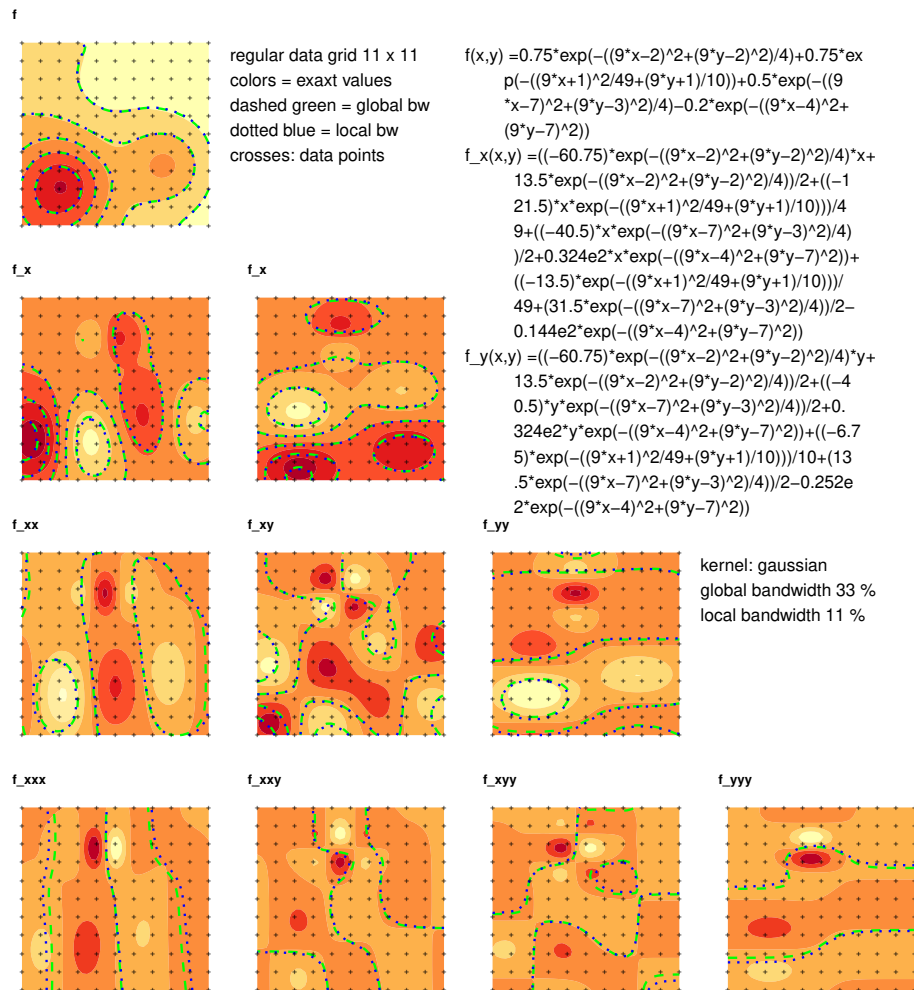 f
regular data grid 11 x 11
colors = exaxt values
dashed green = global bw
dotted blue = local bw
crosses: data points
f(x,y) =0.75*exp(−((9*x−2)^2+(9*y−2)^2)/4)+0.75*ex
p(−((9*x+1)^2/49+(9*y+1)/10))+0.5*exp(−((9
*x−7)^2+(9*y−3)^2)/4)−0.2*exp(−((9*x−4)^2+
(9*y−7)^2))
f_x(x,y) =((−60.75)*exp(−((9*x−2)^2+(9*y−2)^2)/4)*x+
13.5*exp(−((9*x−2)^2+(9*y−2)^2)/4))/2+((−1
21.5)*x*exp(−((9*x+1)^2/49+(9*y+1)/10)))/4
9+((−40.5)*x*exp(−((9*x−7)^2+(9*y−3)^2)/4)
)/2+0.324e2*x*exp(−((9*x−4)^2+(9*y−7)^2))+
((−13.5)*exp(−((9*x+1)^2/49+(9*y+1)/10)))/
49+(31.5*exp(−((9*x−7)^2+(9*y−3)^2)/4))/2−
0.144e2*exp(−((9*x−4)^2+(9*y−7)^2))
f_y(x,y) =((−60.75)*exp(−((9*x−2)^2+(9*y−2)^2)/4)*y+
13.5*exp(−((9*x−2)^2+(9*y−2)^2)/4))/2+((−4
0.5)*y*exp(−((9*x−7)^2+(9*y−3)^2)/4))/2+0.
324e2*y*exp(−((9*x−4)^2+(9*y−7)^2))+((−6.7
5)*exp(−((9*x+1)^2/49+(9*y+1)/10)))/10+(13
.5*exp(−((9*x−7)^2+(9*y−3)^2)/4))/2−0.252e
2*exp(−((9*x−4)^2+(9*y−7)^2))
f_x
f_x
f_xx
f_xy
f_yy
kernel: gaussian
global bandwidth 33 %
local bandwidth 11 %
f_xxx
f_xxy
f_xyy
f_yyy